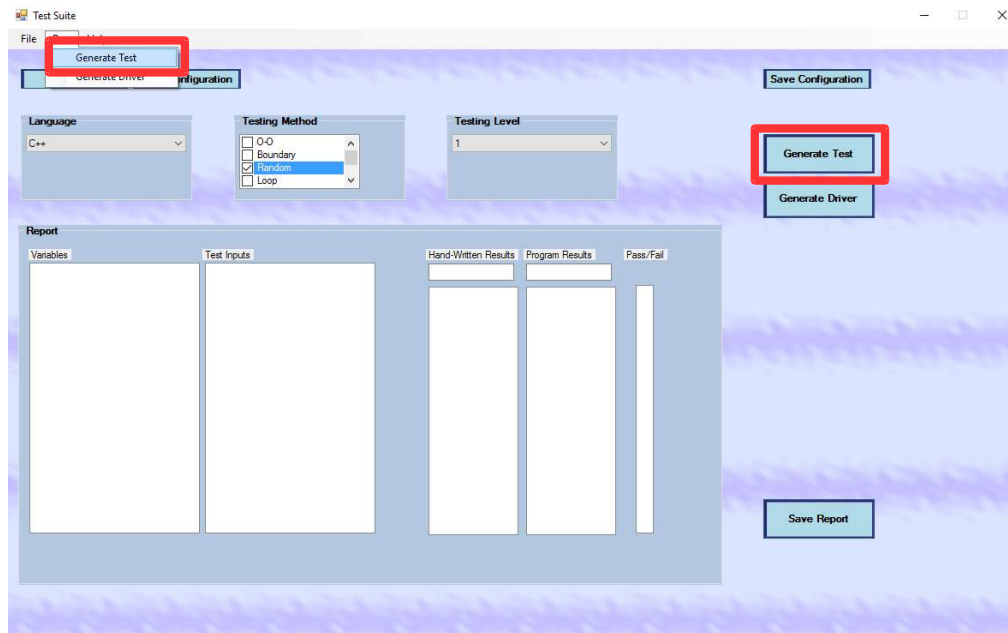 Test Suite
File
Generate Test
Generate Driver
nfiguration
Save Configuration
Language
Testing Method
Testing Level
C++
O-O
Boundary
Random
Loop
1
Generate Test
Generate Driver
Report
Variables
Test Inputs
Hand-Written Results
Program Results
Pass/Fail
Save Report